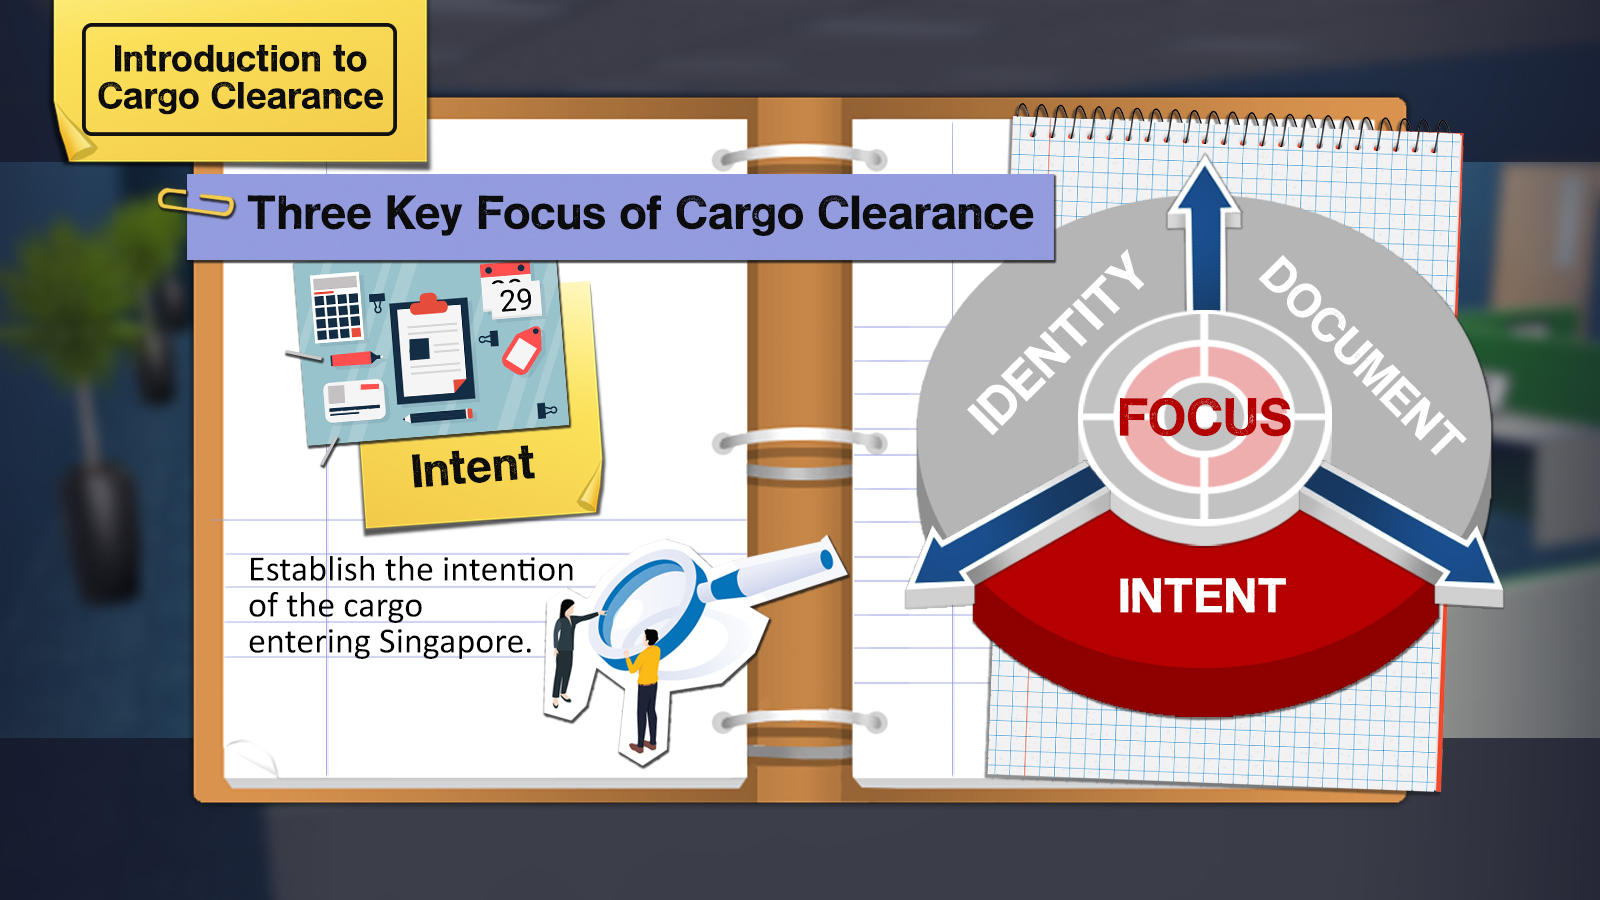 Introduction to
Cargo Clearance
Three Key Focus of Cargo Clearance
29
Intent
Establish the intention
of the cargo
entering Singapore.
IDENTITY
DOCUMENT
FOCUS
INTENT